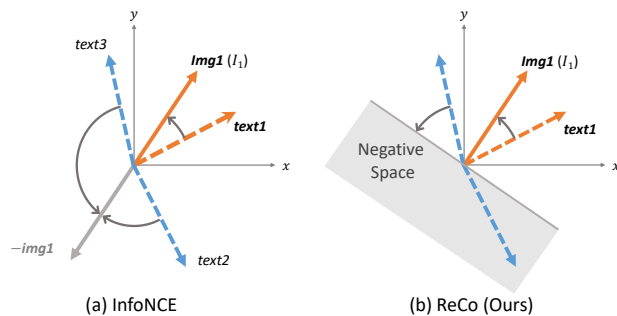 y
text3
Img1 (I₁)
text1
x
−img1
text2
(a) InfoNCE
y
Img1 (I₁)
text1
x
Negative
Space
(b) ReCo (Ours)